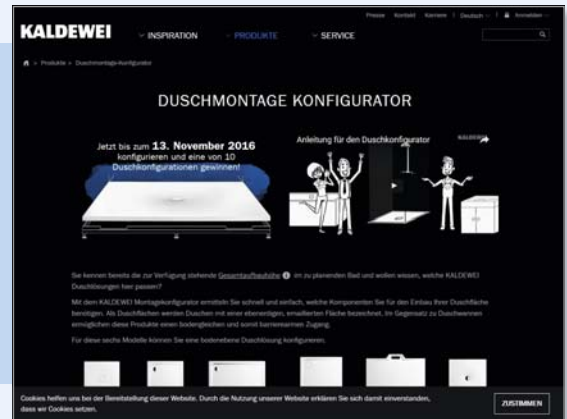 Presse Kontakt Karriere | Deutsch | Anmelden
KALDEWEI
INSPIRATION PRODUKTE SERVICE
> Produkte > Duschmontage-Konfigurator
DUSCHMONTAGE KONFIGURATOR
Jetzt bis zum 13. November 2016
konfigurieren und eine von 10
Duschkonfigurationen gewinnen!
Anleitung für den Duschkonfigurator
KALDEWEI
Sie kennen bereits die zur Verfügung stehende Gesamtaufbauhöhe im zu planenden Bad und wollen wissen, welche KALDEWEI
Duschlösungen hier passen?
Mit dem KALDEWEI Montagekonfigurator ermitteln Sie schnell und einfach, welche Komponenten Sie für den Einbau Ihrer Duschfläche
benötigen. Als Duschflächen werden Duschen mit einer ebenerdigen, emaillierten Fläche bezeichnet. Im Gegensatz zu Duschwannen
ermöglichen diese Produkte einen bodengleichen und somit barrierearmen Zugang.
Für diese sechs Modelle können Sie eine bodenebene Duschlösung konfigurieren:
Cookies helfen uns bei der Bereitstellung dieser Website. Durch die Nutzung unserer Website erklären Sie sich damit einverstanden,
dass wir Cookies setzen.
ZUSTIMMEN